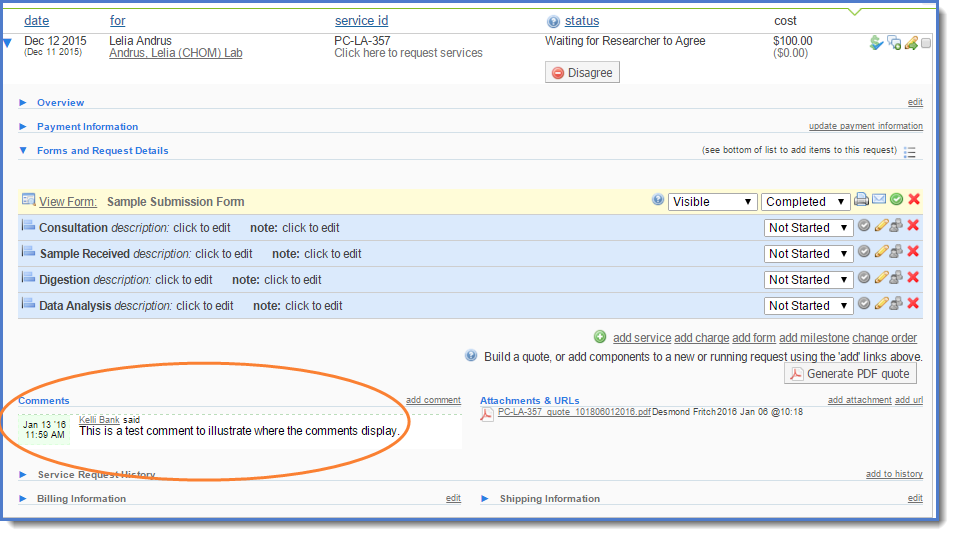 date for service id status cost
Dec 12 2015 Lelia Andrus PC-LA-357 Waiting for Researcher to Agree $100.00
(Dec 11 2015) Andrus, Lelia (CHOM) Lab Click here to request services ($0.00)
Disagree
Overview edit
Payment Information update payment information
Forms and Request Details (see bottom of list to add items to this request)
View Form: Sample Submission Form Visible Completed
Consultation description: click to edit note: click to edit Not Started
Sample Received description: click to edit note: click to edit Not Started
Digestion description: click to edit note: click to edit Not Started
Data Analysis description: click to edit note: click to edit Not Started
add service add charge add form add milestone change order
Build a quote, or add components to a new or running request using the 'add' links above.
Generate PDF quote
Comments add comment
Jan 13 '16
11:59 AM
Kelli Bank said
This is a test comment to illustrate where the comments display.
Attachments & URLs add attachment add url
PC-LA-357_quote_101806012016.pdf Desmond Fritch 2016 Jan 06 @10:18
Service Request History add to history
Billing Information edit
Shipping Information edit